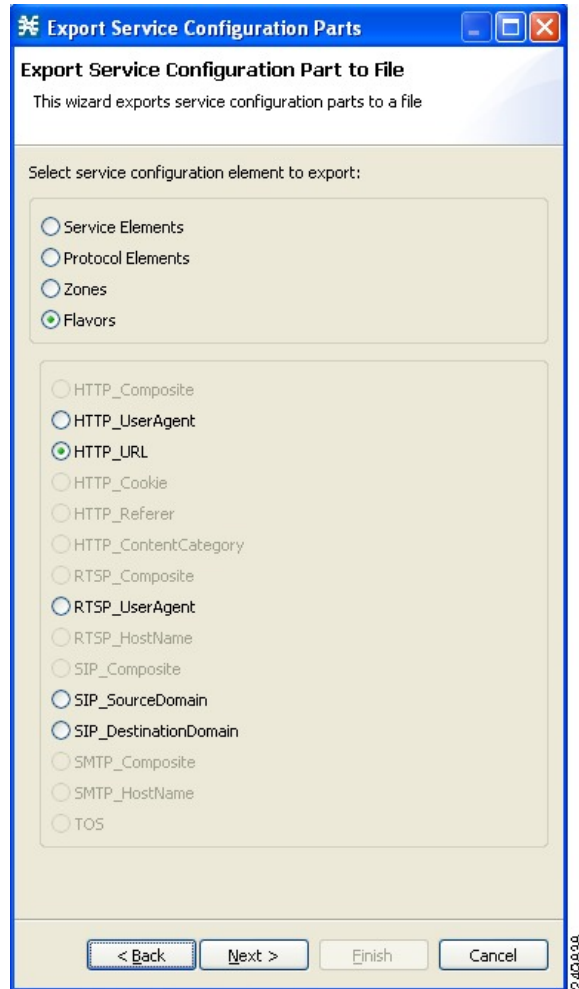 Export Service Configuration Parts
Export Service Configuration Part to File
This wizard exports service configuration parts to a file
Select service configuration element to export:
Service Elements
Protocol Elements
Zones
Flavors
HTTP_Composite
HTTP_UserAgent
HTTP_URL
HTTP_Cookie
HTTP_Referer
HTTP_ContentCategory
RTSP_Composite
RTSP_UserAgent
RTSP_HostName
SIP_Composite
SIP_SourceDomain
SIP_DestinationDomain
SMTP_Composite
SMTP_HostName
TOS
< Back
Next >
Finish
Cancel